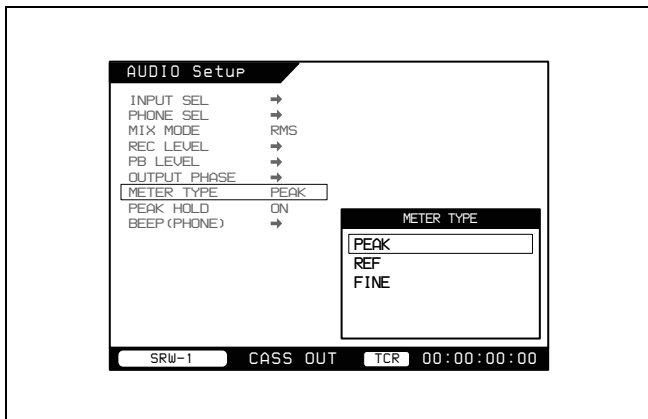 AUDIO Setup
INPUT SEL ➡
PHONE SEL ➡
MIX MODE RMS
REC LEVEL ➡
PB LEVEL ➡
OUTPUT PHASE ➡
METER TYPE PEAK
PEAK HOLD ON
BEEP(PHONE) ➡
METER TYPE
PEAK
REF
FINE
SRW-1 CASS OUT TCR 00:00:00:00